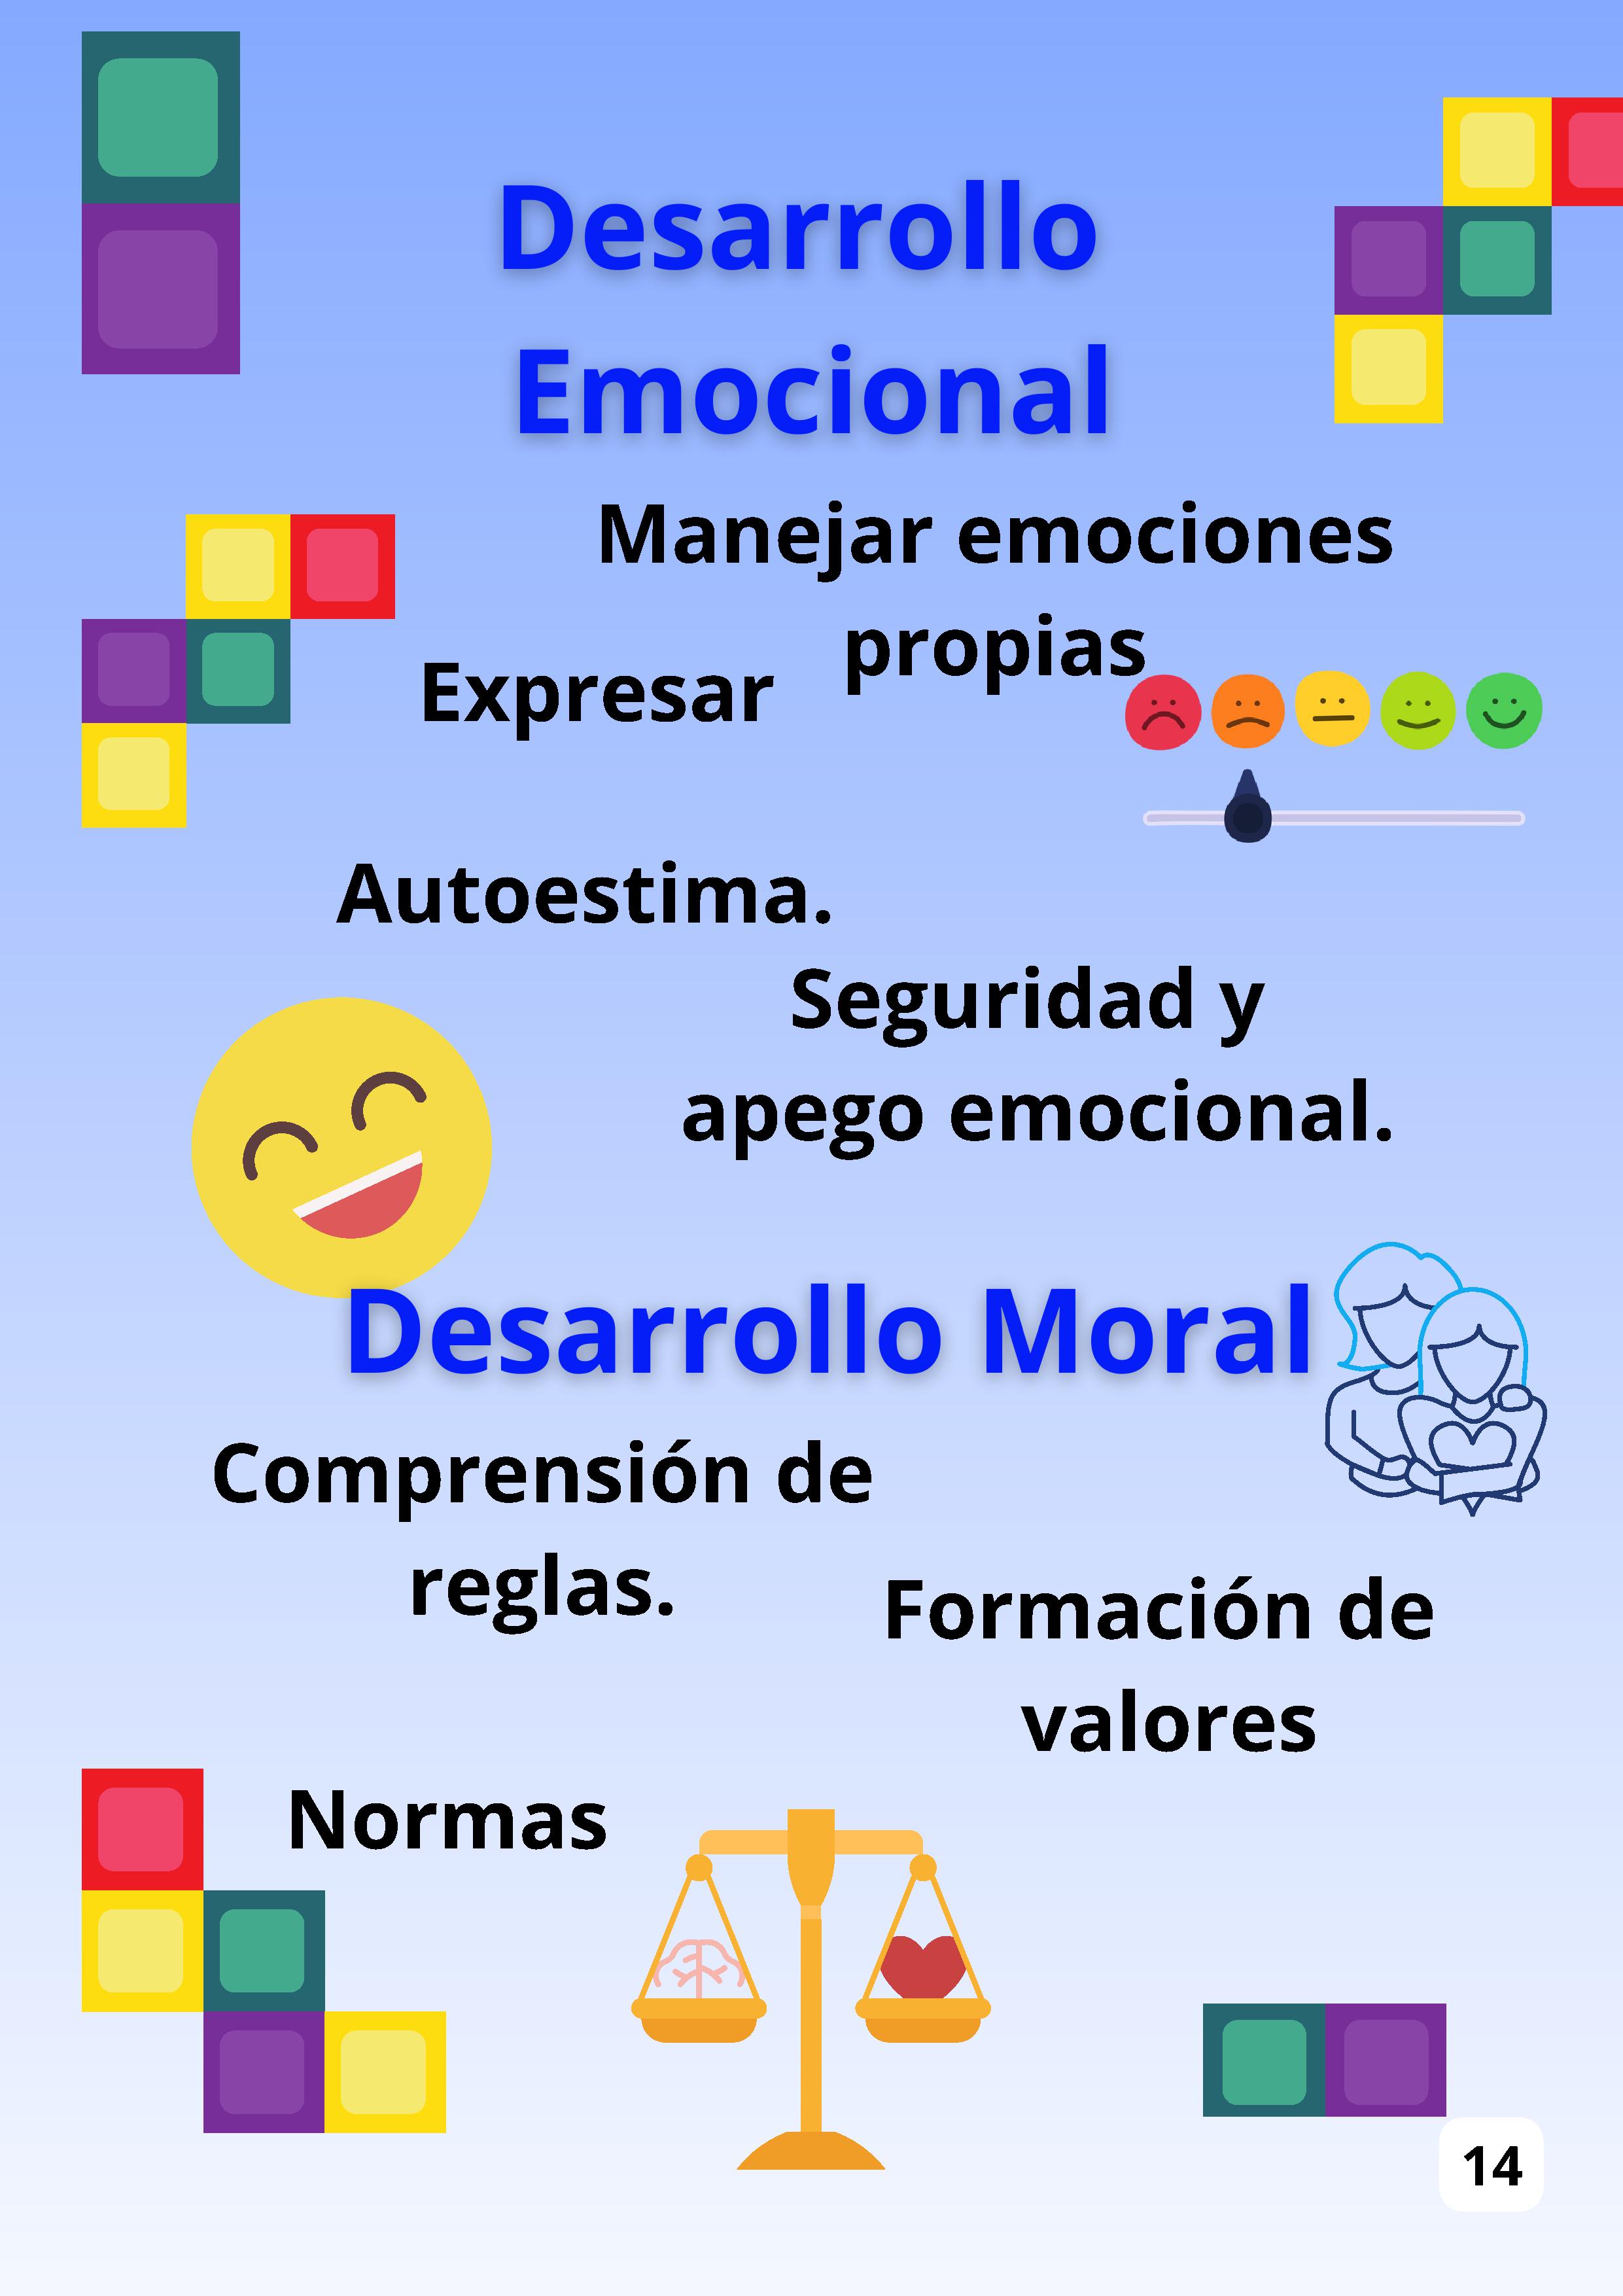 Desarrollo
Emocional
Manejar emociones
propias
Expresar
Autoestima.
Seguridad y
apego emocional.
Desarrollo Moral
Comprensión de
reglas.
Formación de
valores
Normas
14